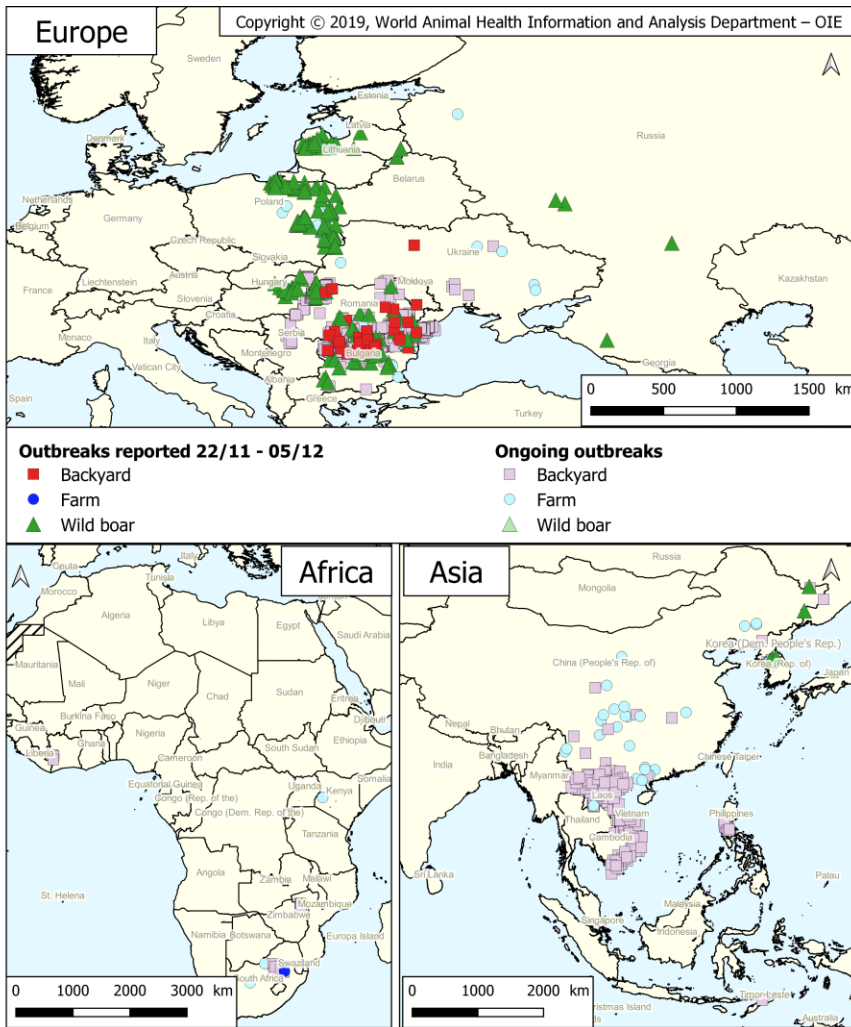 Europe
Copyright © 2019, World Animal Health Information and Analysis Department – OIE
Sweden
Estonia
Latvia
Russia
Denmark
Lithuania
Belarus
Netherlands
Poland
Germany
Belgium
Czech Republic
Ukraine
Slovakia
Kazakhstan
Austria
Hungary
Moldova
France
Liechtenstein
Slovenia
Romania
Croatia
Serbia
Monaco
Italy
Bulgaria
Montenegro
Georgia
Vatican City
Albania
Spain
Greece
Turkey
0 500 1000 1500 km
Outbreaks reported 22/11 - 05/12
Backyard
Farm
Wild boar
Ongoing outbreaks
Backyard
Farm
Wild boar
Africa
Italy
Ceuta
Tunisia
Morocco
Algeria
Libya
Egypt
Saudi Arabia
Mauritania
Mali
Niger
Chad
Sudan
Eritrea
Burkina Faso
Djibouti
Guinea
Nigeria
Ethiopia
Ghana
South Sudan
Liberia
Cameroon
Somalia
Equatorial Guinea
Uganda
Kenya
Congo (Rep. of the)
Congo (Dem. Rep. of the)
Tanzania
Angola
Malawi
Zambia
St. Helena
Mozambique
Zimbabwe
Namibia
Botswana
Europa Island
Swaziland
South Africa
0 1000 2000 3000 km
Asia
Russia
Mongolia
Korea (Dem. People's Rep.)
China (People's Rep. of)
Korea (Rep. of)
Japan
Nepal
Bhutan
Bangladesh
Chinese Taipei
India
Myanmar
Laos
Thailand
Vietnam
Philippines
Cambodia
Sri Lanka
Palau
Malaysia
Singapore
Indonesia
Timor-Leste
Christmas Island
Australia
0 1000 2000 km